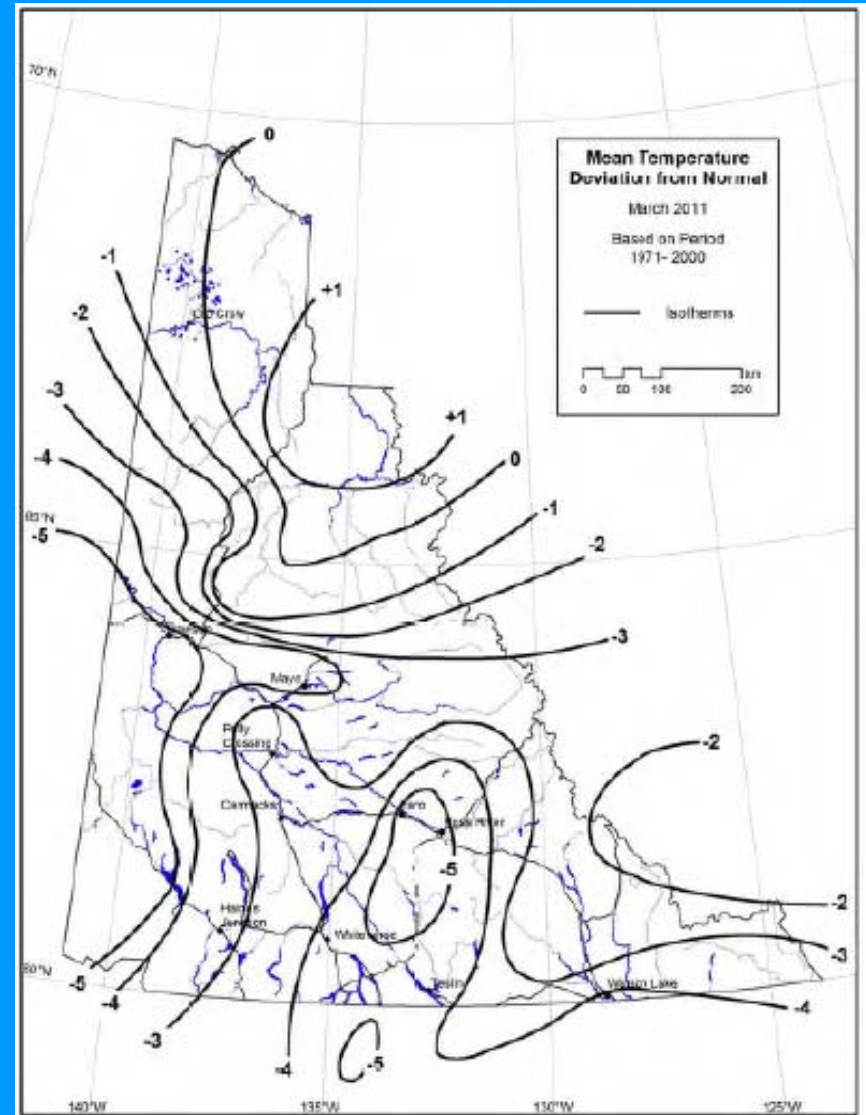 70°N
0
Mean Temperature
Deviation from Normal
March 2011
Based on Period
1971- 2000
Isotherms
km
0 50 100 200
-1
+1
-2
Old Crow
-3
+1
-4
0
-5
-1
-2
-3
Mayo
Pelly
Crossing
-2
Carmacks
Faro
Ross River
-5
-2
Haines
Junction
Whitehorse
-3
60°N
Teslin
Watson Lake
-5
-4
-4
-3
-4
-5
140°W
135°W
130°W
125°W